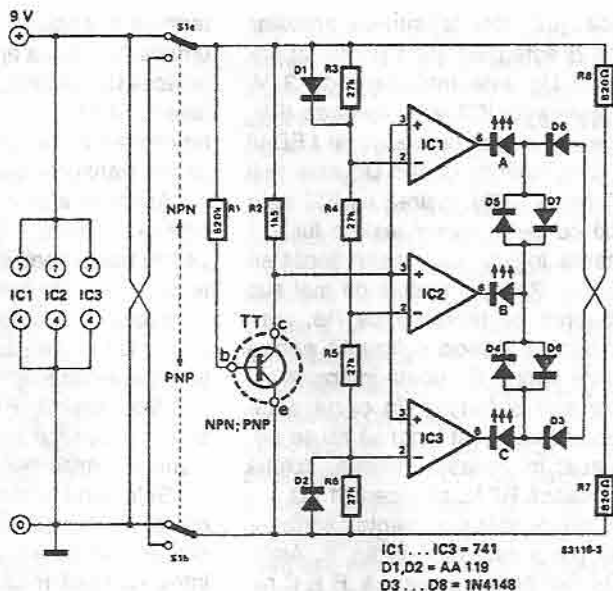 9 V
S1a
D1
R3
27k
R8
820Ω
3
IC1
6
2
A
D6
D5
D7
NPN
820k
R1
R2
1k5
R4
27k
7
7
7
IC1
IC2
IC3
4
4
4
3
IC2
6
2
B
TT
c
b
e
NPN; PNP
PNP
R5
27k
D4
D8
3
IC3
6
2
C
D3
D2
R6
27k
R7
820Ω
0
S1b
IC1 . . . IC3 = 741
D1,D2 = AA 119
D3 . . . D8 = 1N4148
83116-3